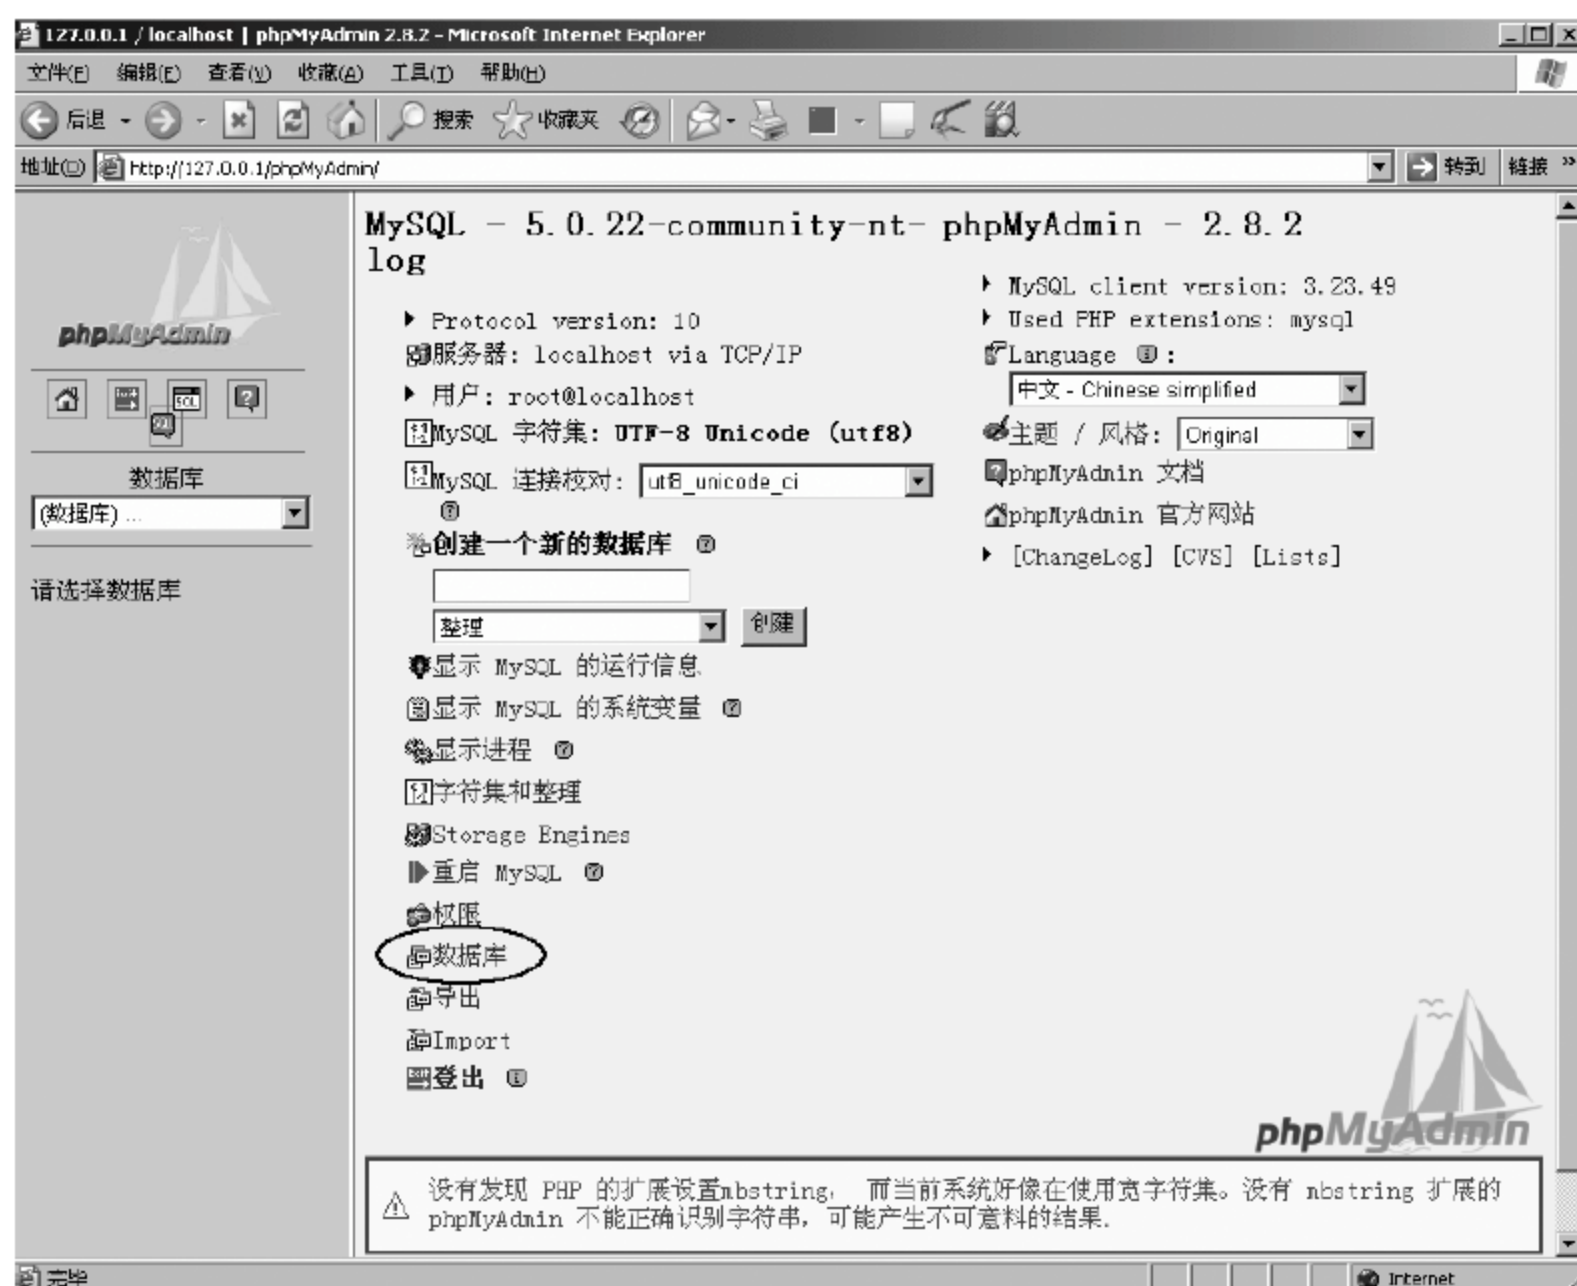 127.0.0.1 / localhost | phpMyAdmin 2.8.2 - Microsoft Internet Explorer
文件(F) 编辑(E) 查看(V) 收藏(A) 工具(T) 帮助(H)
后退 搜索 收藏夹
地址(D) http://127.0.0.1/phpMyAdmin/ 转到 链接 »
phpMyAdmin
SQL
数据库
(数据库) ...
请选择数据库
MySQL - 5.0.22-community-nt-log
Protocol version: 10
服务器: localhost via TCP/IP
用户: root@localhost
MySQL 字符集: UTF-8 Unicode (utf8)
MySQL 连接校对: utf8_unicode_ci
创建一个新的数据库
整理 创建
显示 MySQL 的运行信息
显示 MySQL 的系统变量
显示进程
字符集和整理
Storage Engines
重启 MySQL
权限
数据库
导出
Import
登出
phpMyAdmin - 2.8.2
MySQL client version: 3.23.49
Used PHP extensions: mysql
Language :
中文 - Chinese simplified
主题 / 风格: Original
phpMyAdmin 文档
phpMyAdmin 官方网站
[ChangeLog] [CVS] [Lists]
phpMyAdmin
没有发现 PHP 的扩展设置mbstring, 而当前系统好像在使用宽字符集。没有 mbstring 扩展的
phpMyAdmin 不能正确识别字符串，可能产生不可意料的结果.
完毕 Internet